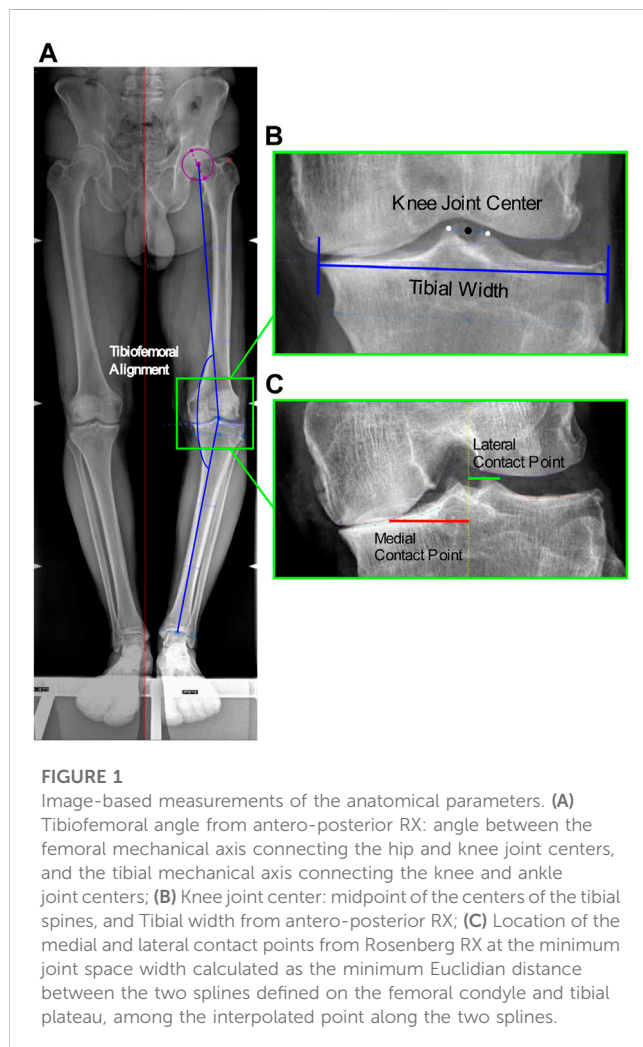 A
B
Knee Joint Center
Tibial Width
Tibiofemoral
Alignment
C
Lateral
Contact Point
Medial
Contact Point
FIGURE 1
Image-based measurements of the anatomical parameters. (A)
Tibiofemoral angle from antero-posterior RX: angle between the
femoral mechanical axis connecting the hip and knee joint centers,
and the tibial mechanical axis connecting the knee and ankle
joint centers; (B) Knee joint center: midpoint of the centers of the tibial
spines, and Tibial width from antero-posterior RX; (C) Location of the
medial and lateral contact points from Rosenberg RX at the minimum
joint space width calculated as the minimum Euclidian distance
between the two splines defined on the femoral condyle and tibial
plateau, among the interpolated point along the two splines.